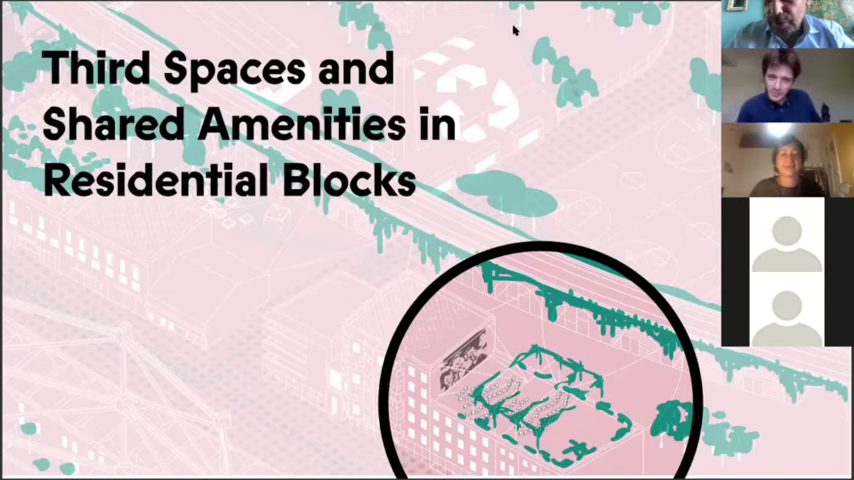 Third Spaces and
Shared Amenities in
Residential Blocks